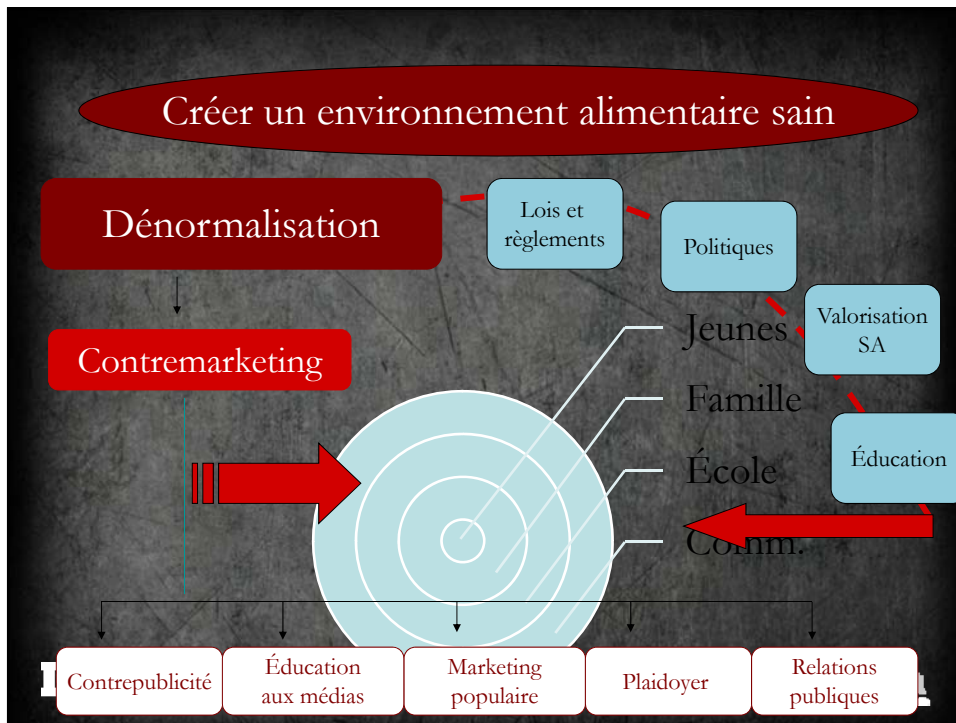 Créer un environnement alimentaire sain
Dénormalisation
Lois et
règlements
Politiques
Valorisation
SA
Éducation
Contremarketing
Jeunes
Famille
École
Comm.
Contrepublicité
Éducation
aux médias
Marketing
populaire
Plaidoyer
Relations
publiques